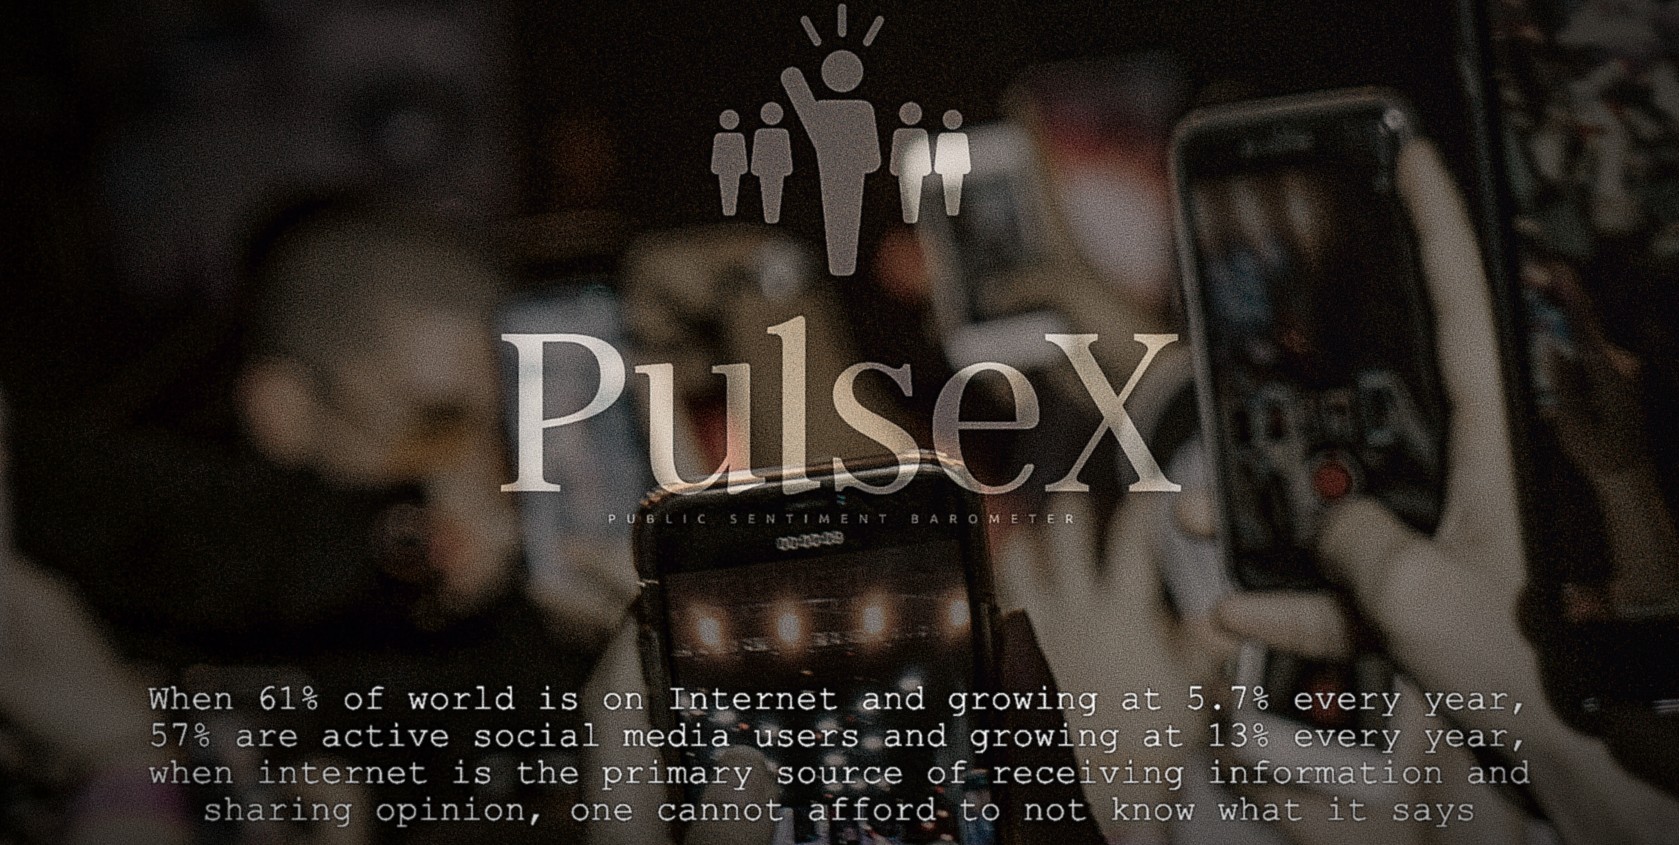 PulseX
PUBLIC SENTIMENT BAROMETER
When 61% of world is on Internet and growing at 5.7% every year,
57% are active social media users and growing at 13% every year,
when internet is the primary source of receiving information and
sharing opinion, one cannot afford to not know what it says